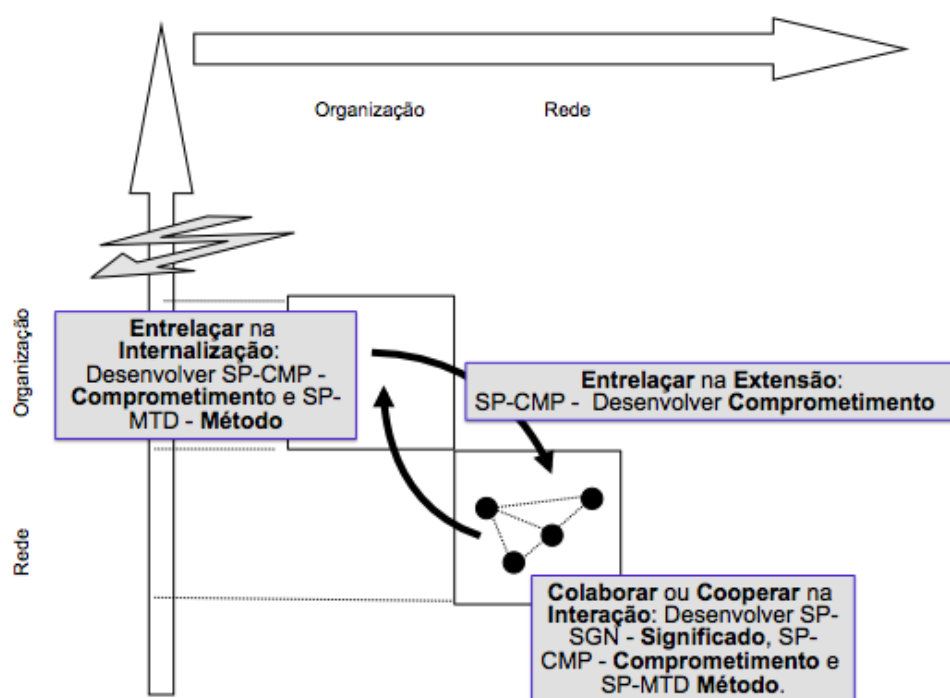 Organização
Rede
Organização
Entrelaçar na
Internalização:
Desenvolver SP-CMP -
Comprometimento e SP-
MTD - Método
Entrelaçar na Extensão:
SP-CMP - Desenvolver Comprometimento
Rede
Colaborar ou Cooperar na
Interação: Desenvolver SP-
SGN - Significado, SP-
CMP - Comprometimento e
SP-MTD Método.